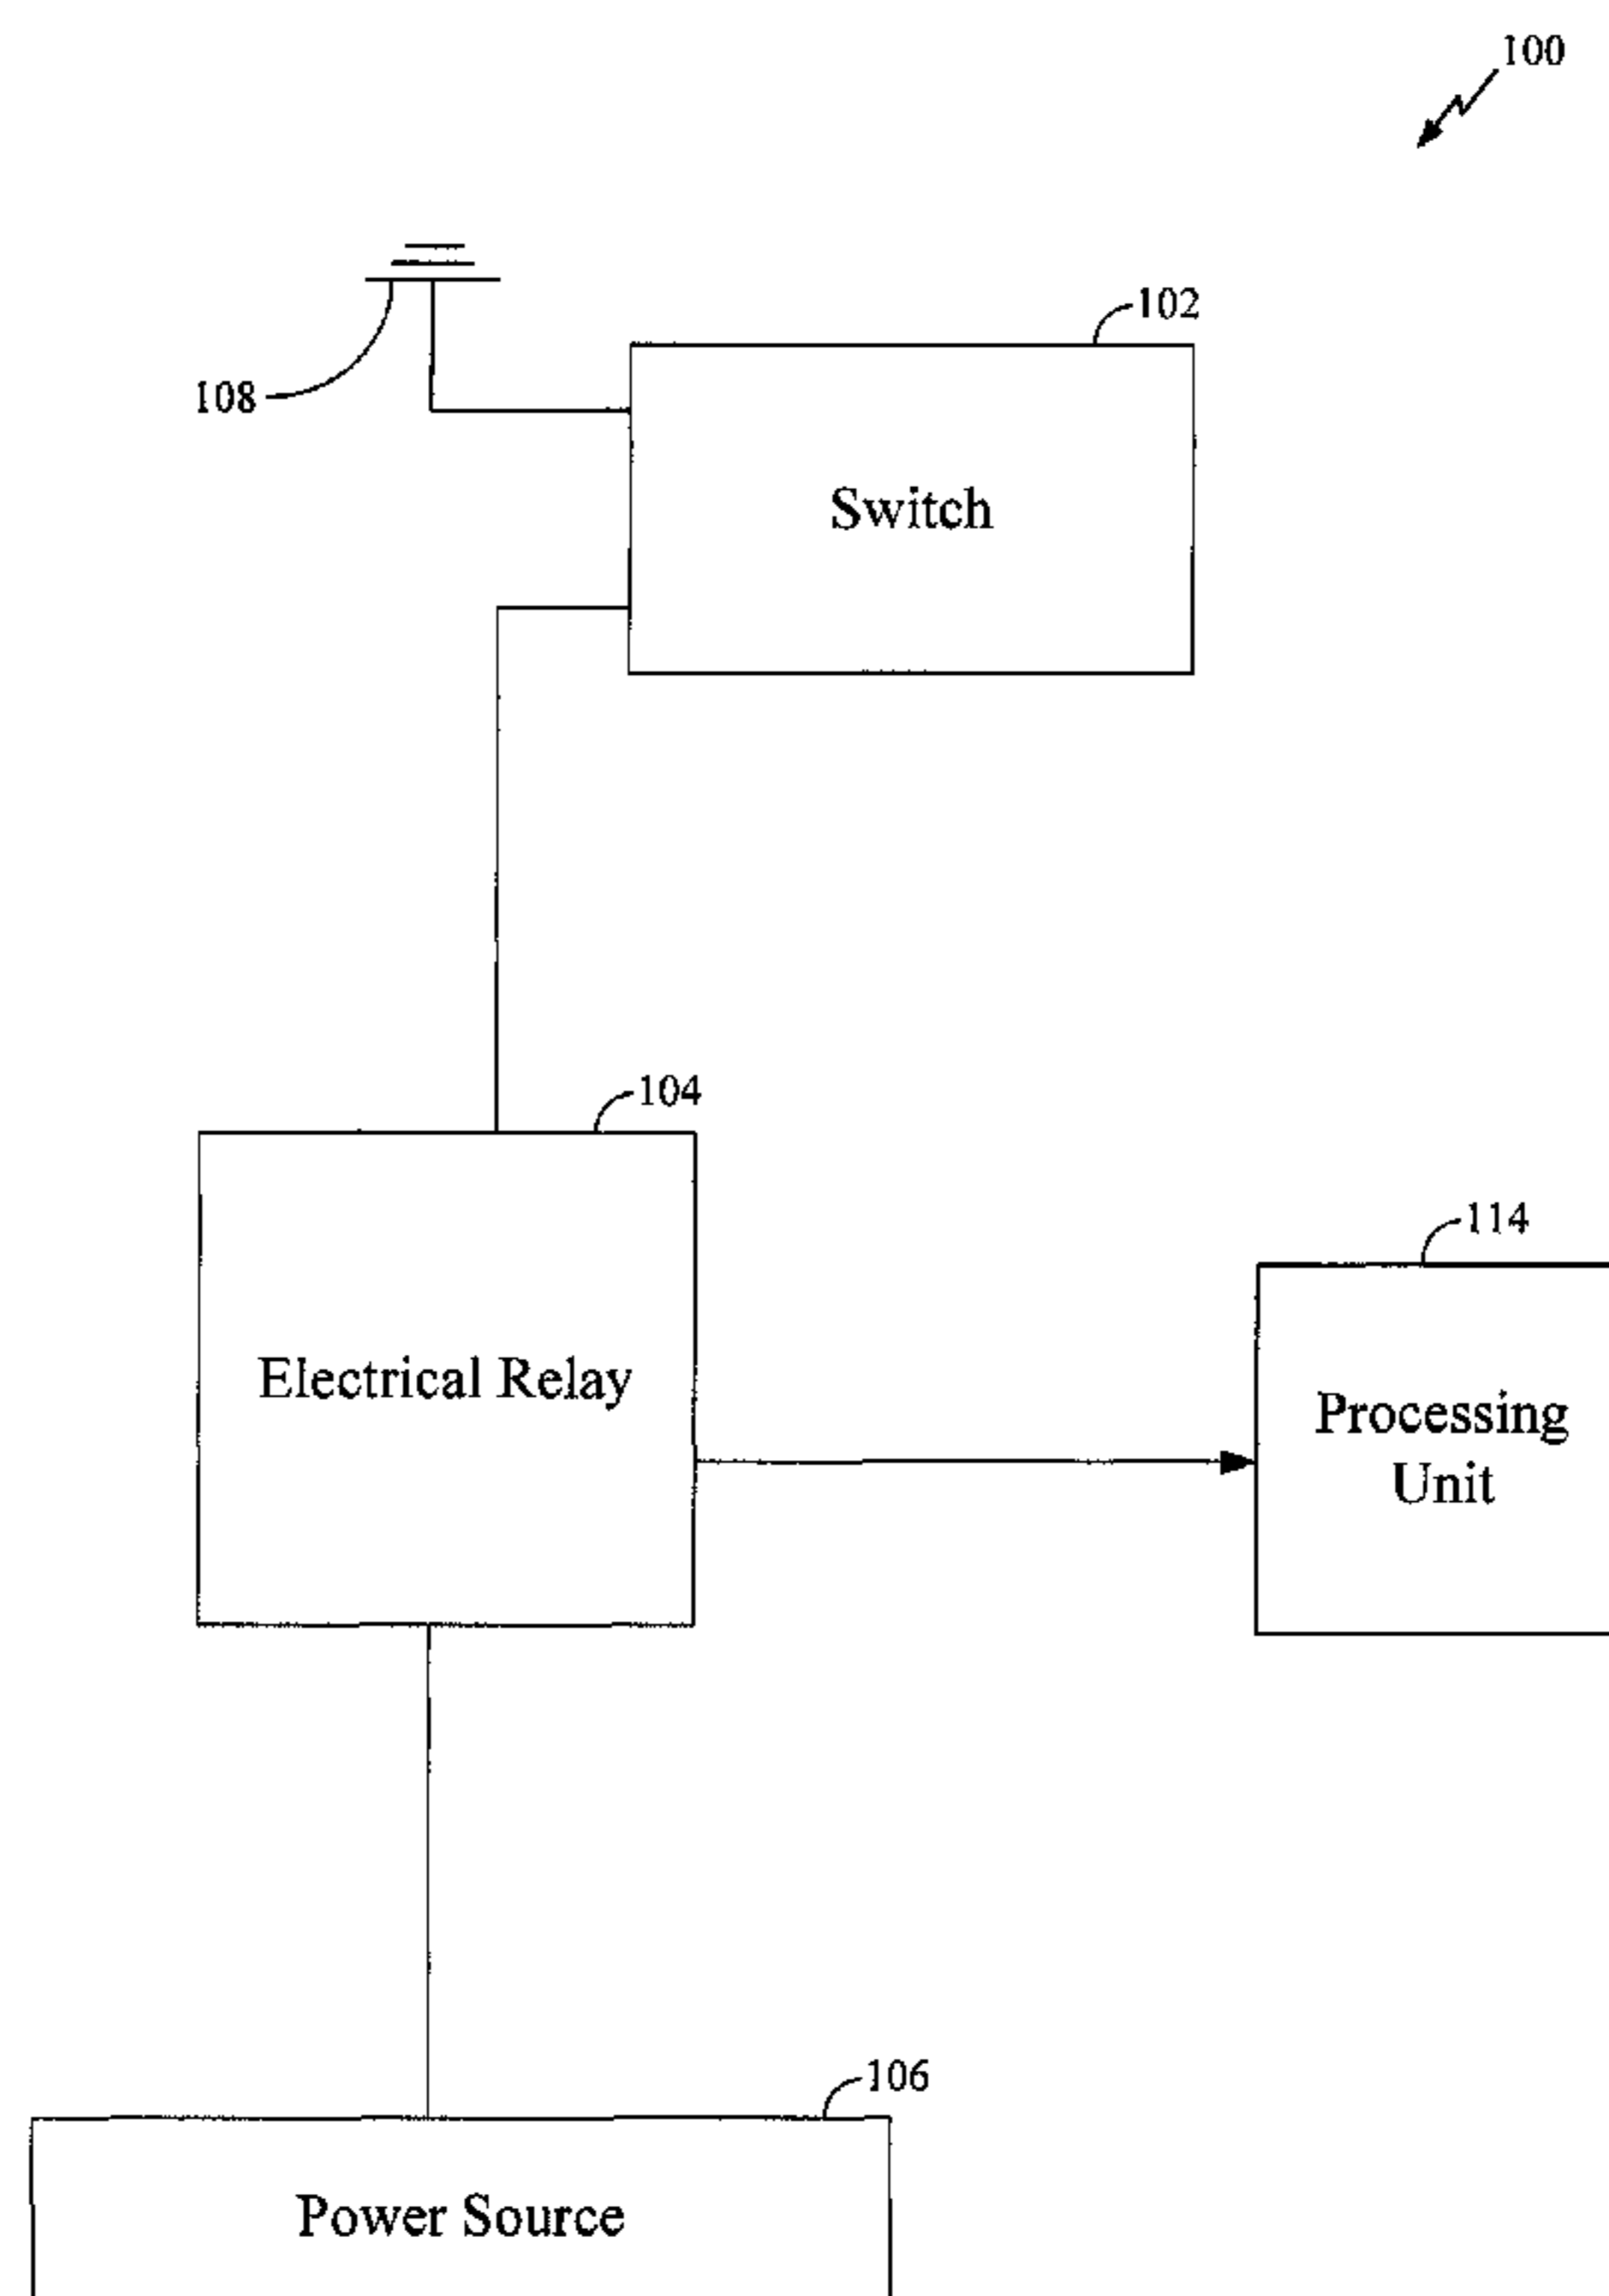 100
102
108
Switch
104
114
Electrical Relay
Processing
Unit
106
Power Source